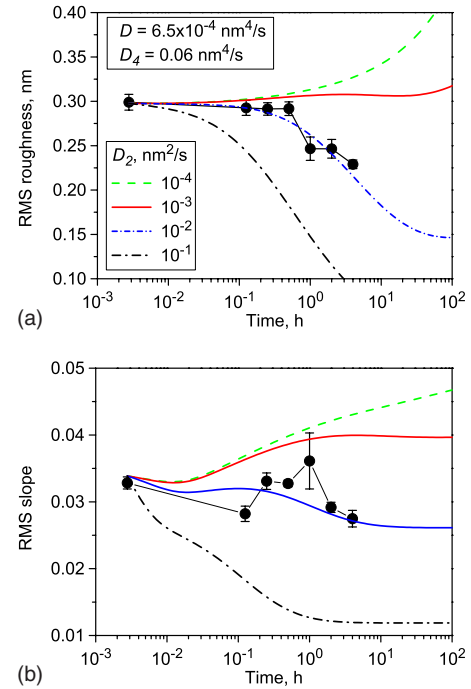 D = 6.5x10⁻⁴ nm⁴/s
D₄ = 0.06 nm⁴/s
RMS roughness, nm
0.40
0.35
0.30
0.25
0.20
0.15
0.10
D₂, nm²/s
10⁻⁴
10⁻³
10⁻²
10⁻¹
10⁻³ 10⁻² 10⁻¹ 10⁰ 10¹ 10²
(a)
Time, h
0.05
0.04
0.03
0.02
0.01
RMS slope
10⁻³ 10⁻² 10⁻¹ 10⁰ 10¹ 10²
(b)
Time, h